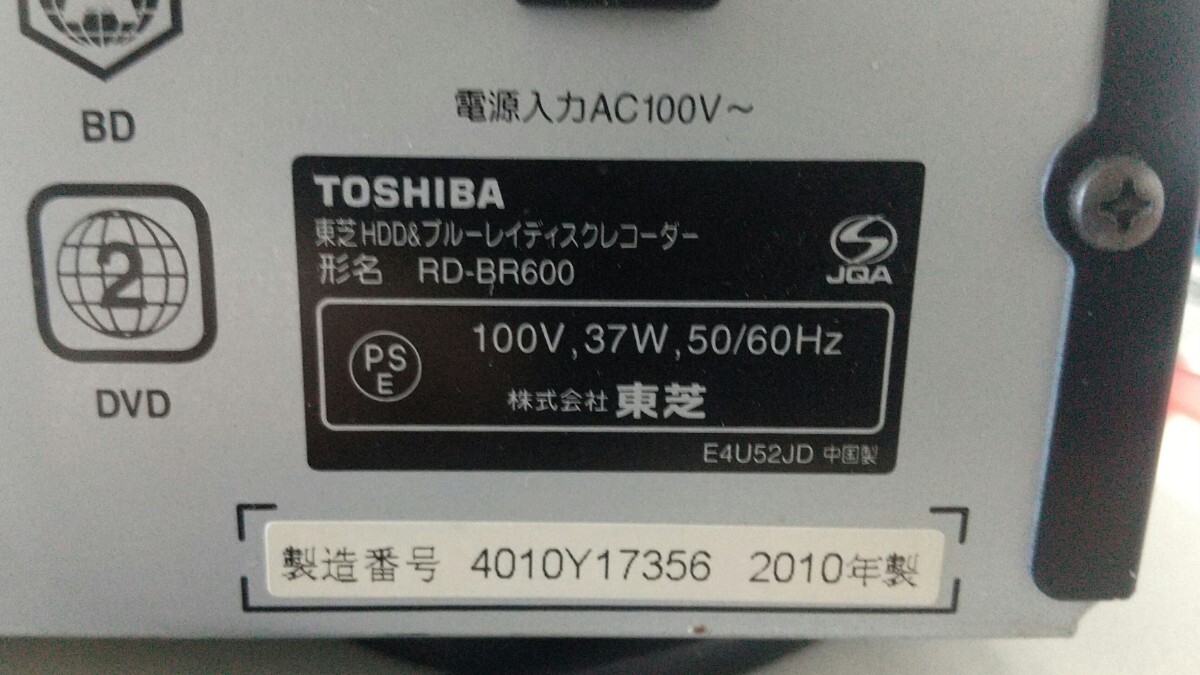 BD
電源入力AC100V～
2
DVD
TOSHIBA
東芝HDD&ブルーレイディスクレコーダー
形名 RD-BR600
JQA
PS
E
100V,37W,50/60Hz
株式会社 東芝
E4U52JD 中国製
製造番号 4010Y17356 2010年製